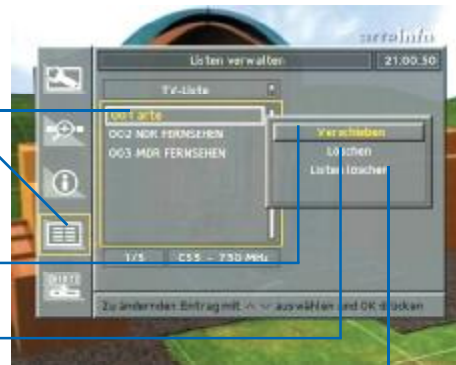 arteinfo
Listen verwalten 21:00.50
TV-Liste
001 arte
002 NDR FERNSEHEN
003 MDR FERNSEHEN
Verschieben
Löschen
Listen löschen
1/5 C55 - 750 MHz
Zu ändernden Eintrag mit auswählen und OK drücken